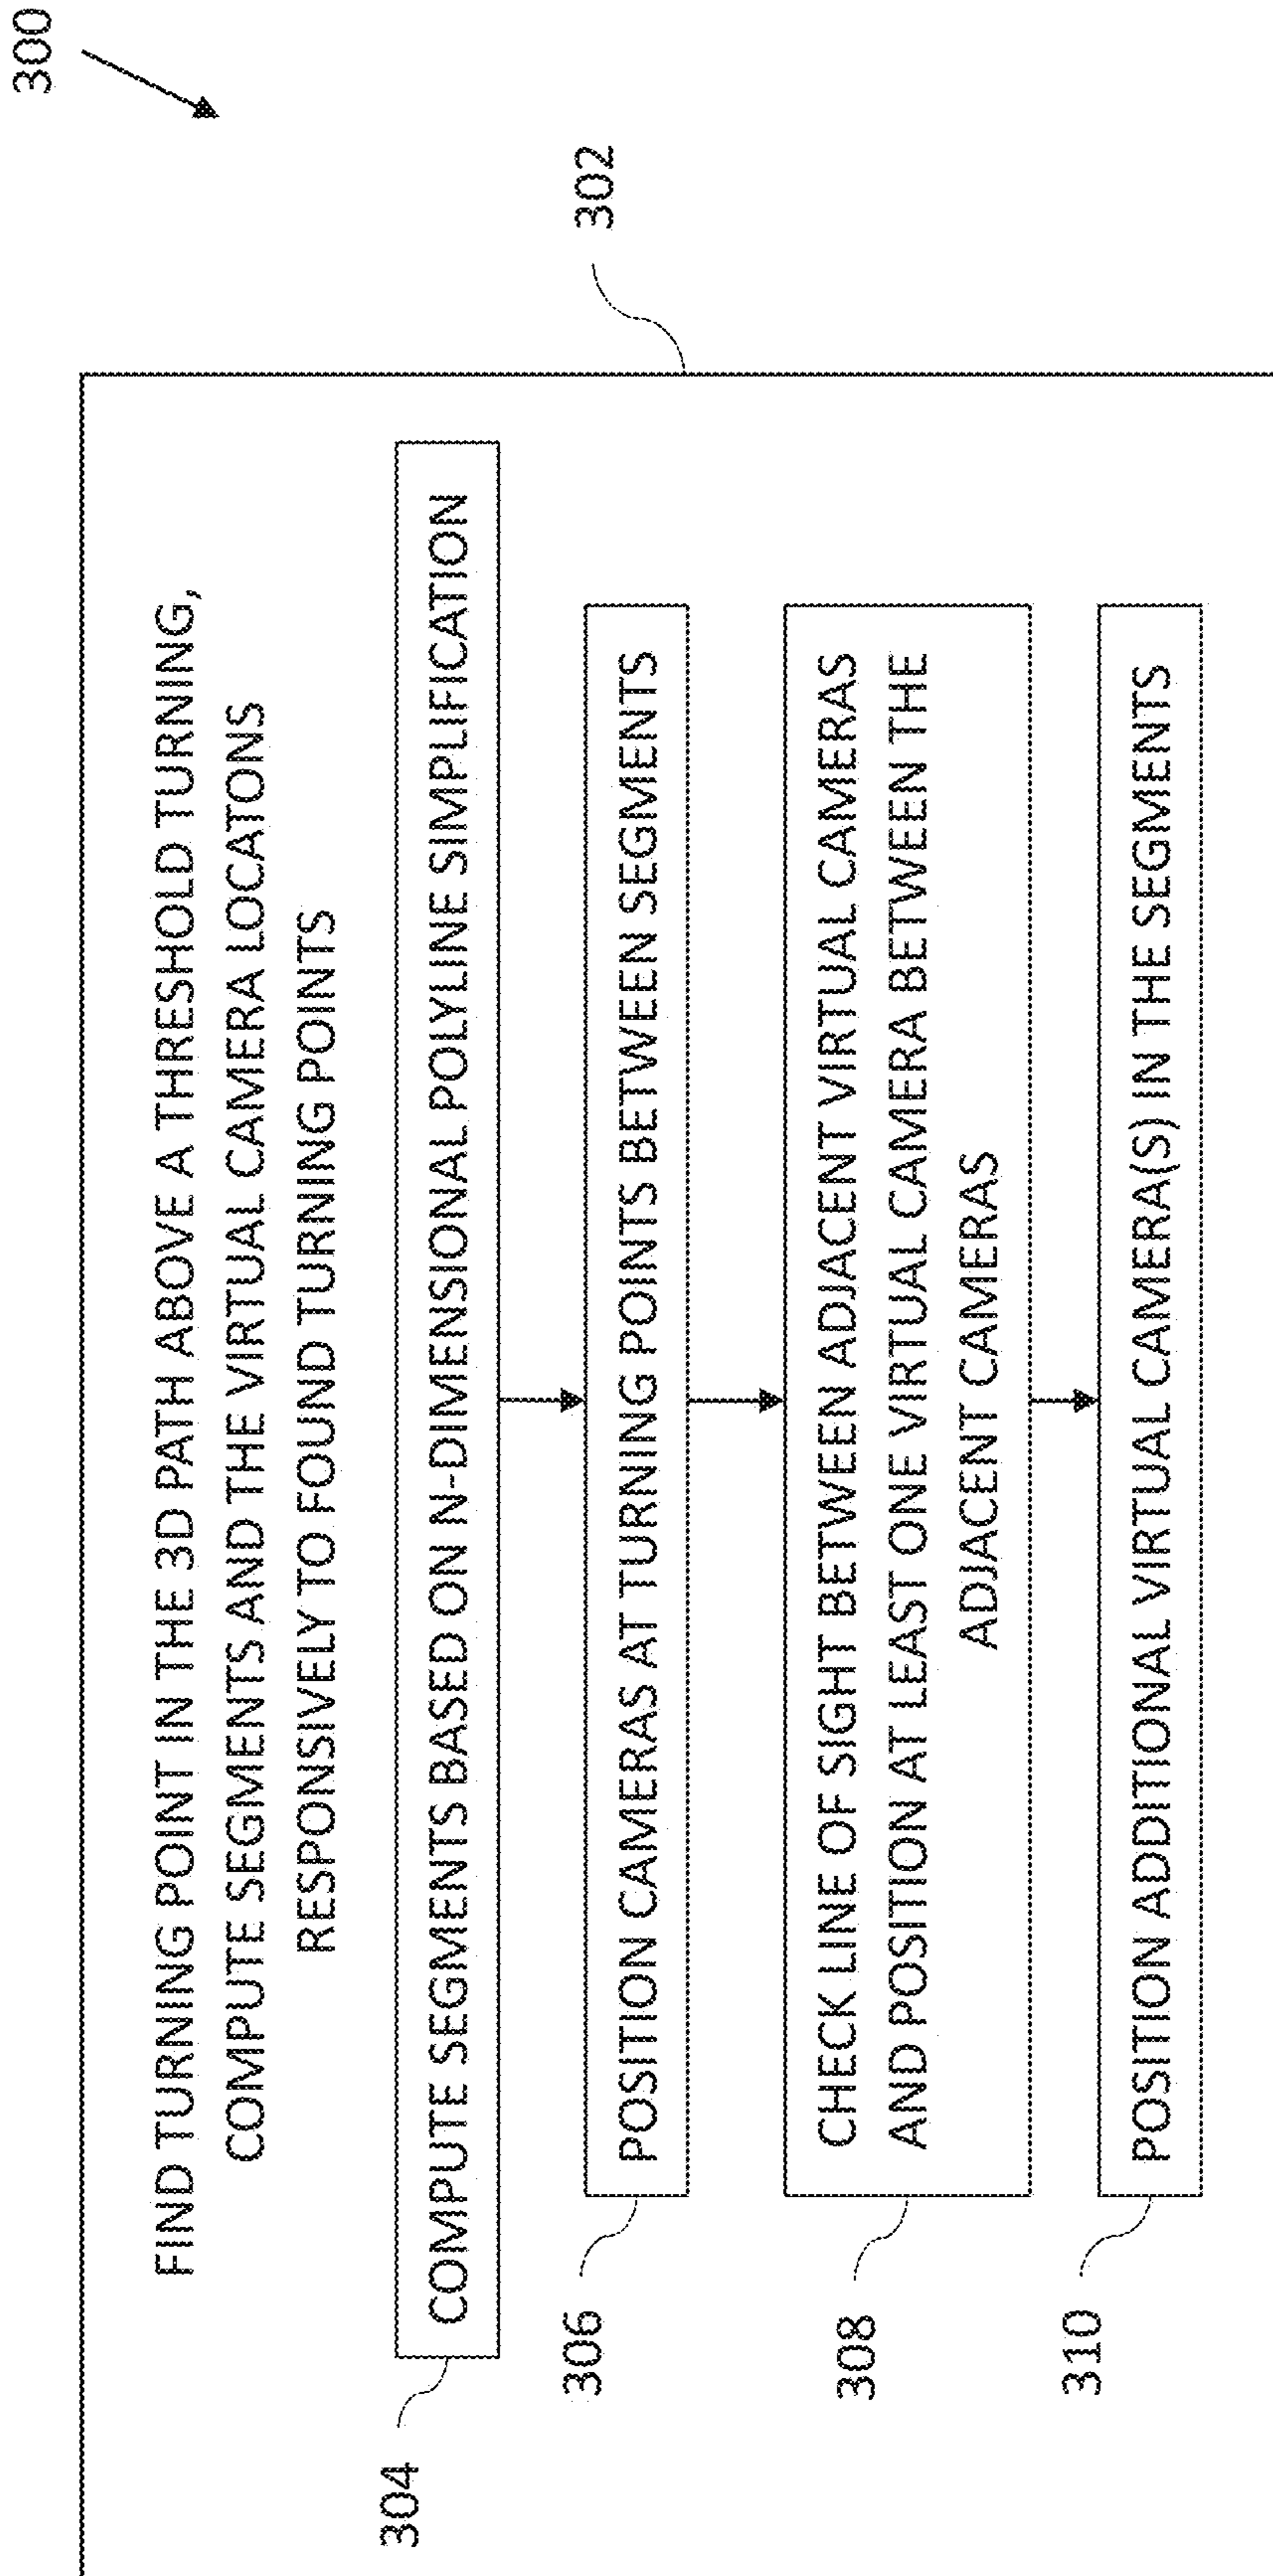 300
302
FIND TURNING POINT IN THE 3D PATH ABOVE A THRESHOLD TURNING,
COMPUTE SEGMENTS AND THE VIRTUAL CAMERA LOCATONS
RESPONSIVELY TO FOUND TURNING POINTS
304
COMPUTE SEGMENTS BASED ON N-DIMENSIONAL POLYLINE SIMPLIFICATION
306
POSITION CAMERAS AT TURNING POINTS BETWEEN SEGMENTS
308
CHECK LINE OF SIGHT BETWEEN ADJACENT VIRTUAL CAMERAS
AND POSITION AT LEAST ONE VIRTUAL CAMERA BETWEEN THE
ADJACENT CAMERAS
310
POSITION ADDITIONAL VIRTUAL CAMERA(S) IN THE SEGMENTS